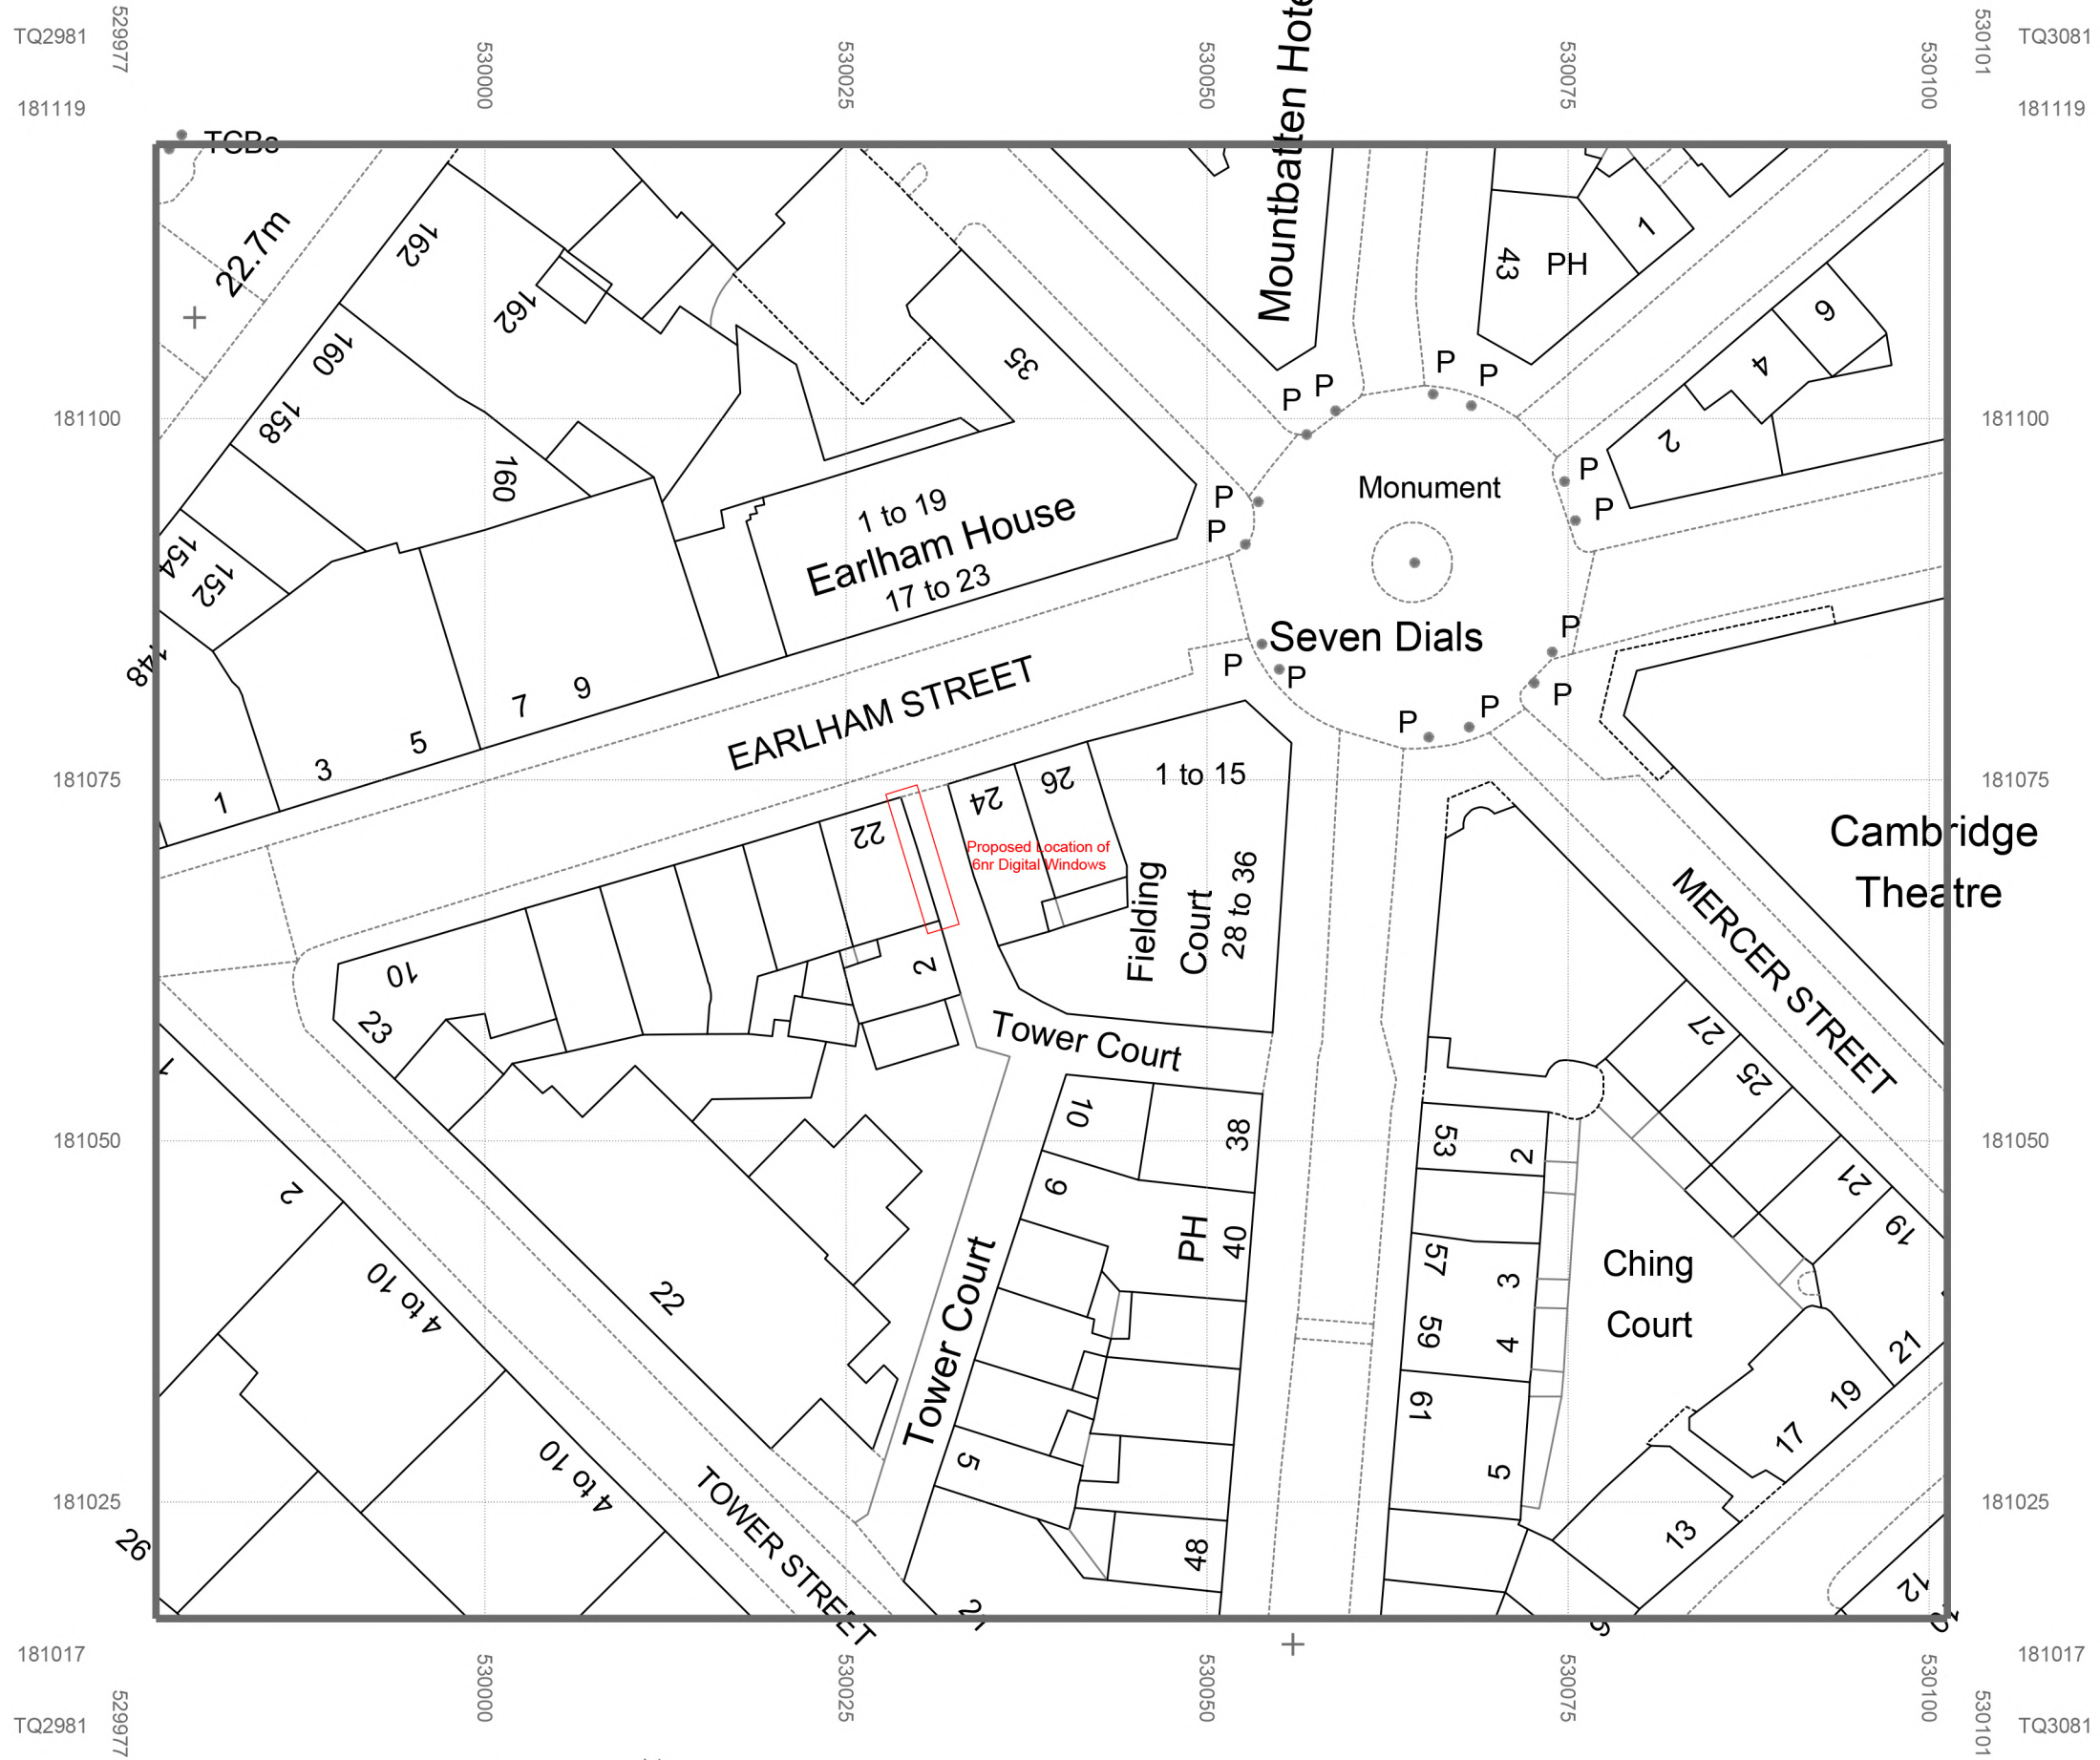 TQ2981
529977
530000
530025
530050
530075
530100
530101
TQ3081
181119
181119
TCBs
22.7m
Mountbatten Hote
162
162
160
158
160
154
152
148
35
43
PH
1
6
4
2
P
P
P
P
P
P
P
P
P
P
P
P
P
P
181100
181100
Monument
Seven Dials
1 to 19
Earlham House
17 to 23
1
3
5
7
9
EARLHAM STREET
181075
181075
22
24
26
1 to 15
Proposed Location of
6nr Digital Windows
Fielding
Court
28 to 36
Cambridge
Theatre
MERCER STREET
10
23
2
Tower Court
1
2
4 to 10
4 to 10
22
26
181050
181050
10
9
38
PH
40
5
48
Tower Court
TOWER STREET
53
2
57
3
59
4
61
5
Ching
Court
27
25
21
19
21
19
17
13
12
181025
181025
181017
181017
TQ2981
529977
530000
530025
530050
530075
530100
530101
TQ3081